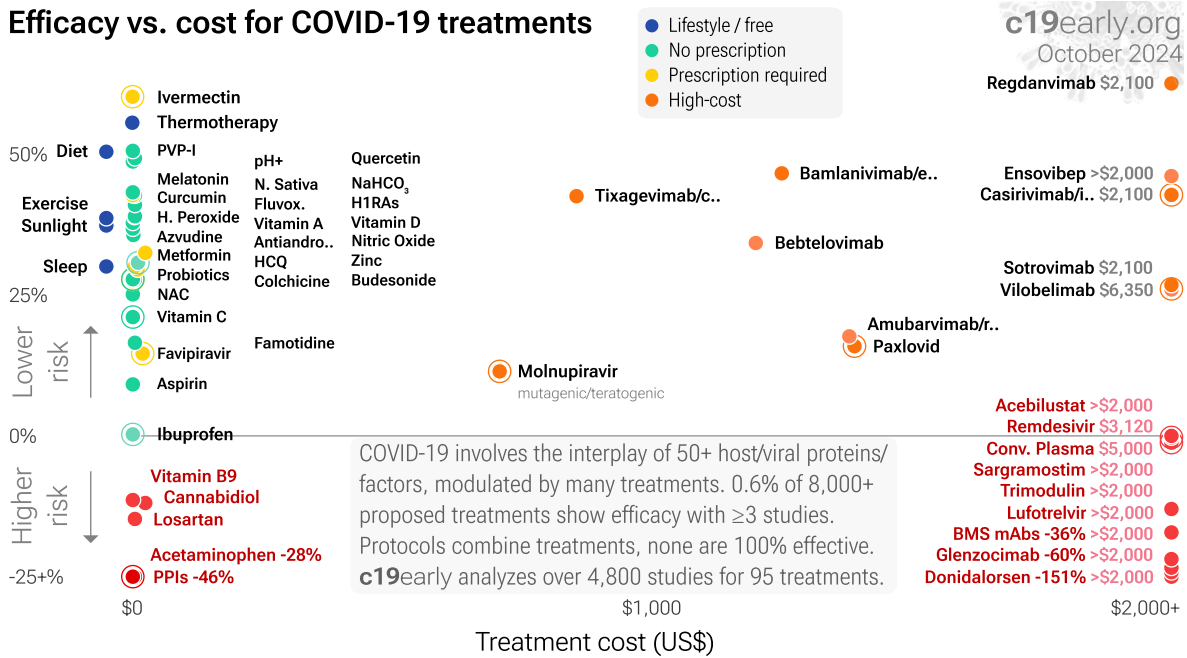 Efficacy vs. cost for COVID-19 treatments
Lifestyle / free
No prescription
Prescription required
High-cost
c19early.org
October 2024
Regdanvimab $2,100
Ivermectin
Thermotherapy
50%
Diet
PVP-I
pH+
Quercetin
Bamlanivimab/e..
Ensovibep >$2,000
Melatonin
N. Sativa
NaHCO3
Tixagevimab/c..
Casirivimab/i.. $2,100
Exercise
Curcumin
Fluvox.
H1RAs
Sunlight
H. Peroxide
Vitamin A
Vitamin D
Azvudine
Antiandro..
Nitric Oxide
Bebtelovimab
Metformin
HCQ
Zinc
Sleep
Probiotics
Colchicine
Budesonide
Sotrovimab $2,100
25%
NAC
Vilobelimab $6,350
Vitamin C
Amubarvimab/r..
Lower
risk
Famotidine
Favipiravir
Paxlovid
Molnupiravir
mutagenic/teratogenic
Aspirin
0%
Ibuprofen
Acebilustat >$2,000
Remdesivir $3,120
Conv. Plasma $5,000
Sargramostim >$2,000
Trimodulin >$2,000
Lufotrelvir >$2,000
BMS mAbs -36% >$2,000
Glenzocimab -60% >$2,000
Donidalorsen -151% >$2,000
Higher
risk
Vitamin B9
Cannabidiol
Losartan
Acetaminophen -28%
PPIs -46%
-25+%
COVID-19 involves the interplay of 50+ host/viral proteins/
factors, modulated by many treatments. 0.6% of 8,000+
proposed treatments show efficacy with ≥3 studies.
Protocols combine treatments, none are 100% effective.
c19early analyzes over 4,800 studies for 95 treatments.
$0
$1,000
$2,000+
Treatment cost (US$)